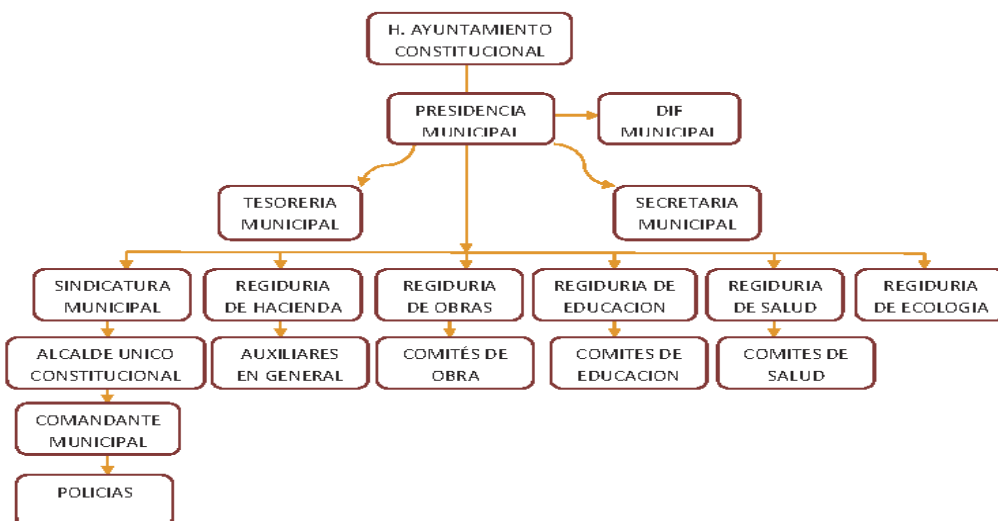 H. AYUNTAMIENTO
CONSTITUCIONAL
PRESIDENCIA
MUNICIPAL
DIF
MUNICIPAL
TESORERIA
MUNICIPAL
SECRETARIA
MUNICIPAL
SINDICATURA
MUNICIPAL
REGIDURIA
DE HACIENDA
REGIDURIA
DE OBRAS
REGIDURIA DE
EDUCACION
REGIDURIA
DE SALUD
REGIDURIA
DE ECOLOGIA
ALCALDE UNICO
CONSTITUCIONAL
AUXILIARES
EN GENERAL
COMITÉS DE
OBRA
COMITES DE
EDUCACION
COMITES DE
SALUD
COMANDANTE
MUNICIPAL
POLICIAS